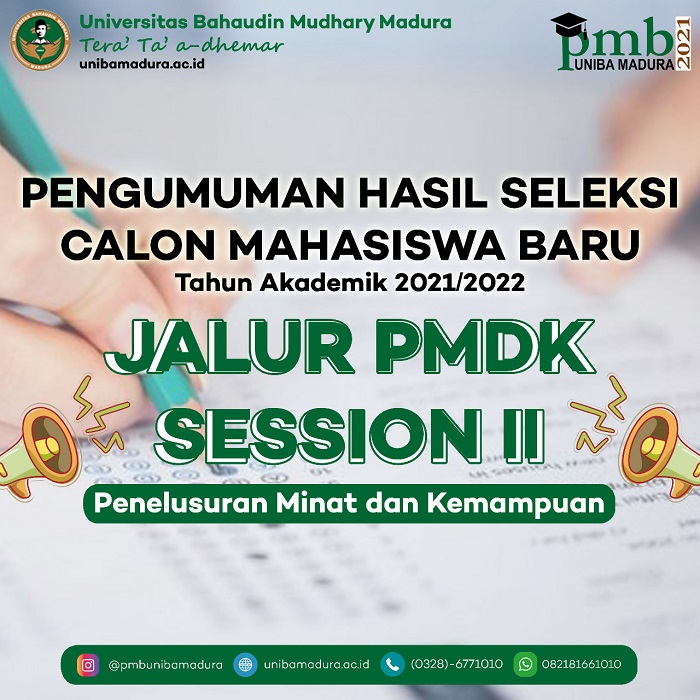 Universitas Bahaudin Mudhary Madura
Tera' Ta' a-dhemar
unibamadura.ac.id
pmb
UNIBA MADURA
2021
PENGUMUMAN HASIL SELEKSI
CALON MAHASISWA BARU
Tahun Akademik 2021/2022
JALUR PMDK
SESSION II
Penelusuran Minat dan Kemampuan
@pmbunibamadura
unibamadura.ac.id
(0328)-6771010
082181661010